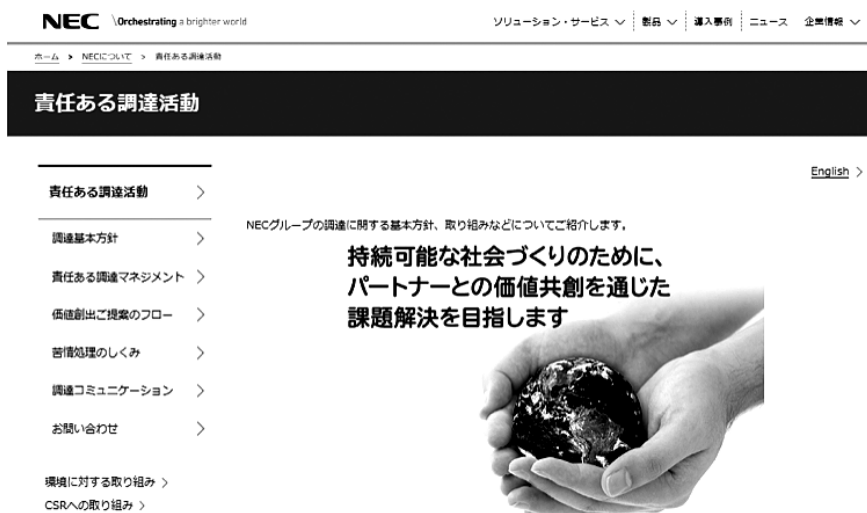 NEC \Orchestrating a brighter world
ソリューション・サービス 製品 導入事例 ニュース 企業情報
ホーム > NECについて > 責任ある調達活動
責任ある調達活動
English >
責任ある調達活動
調達基本方針
責任ある調達マネジメント
価値創出ご提案のフロー
苦情処理のしくみ
調達コミュニケーション
お問い合わせ
環境に対する取り組み >
CSRへの取り組み >
NECグループの調達に関する基本方針、取り組みなどについてご紹介します。
持続可能な社会づくりのために、
パートナーとの価値共創を通じた
課題解決を目指します